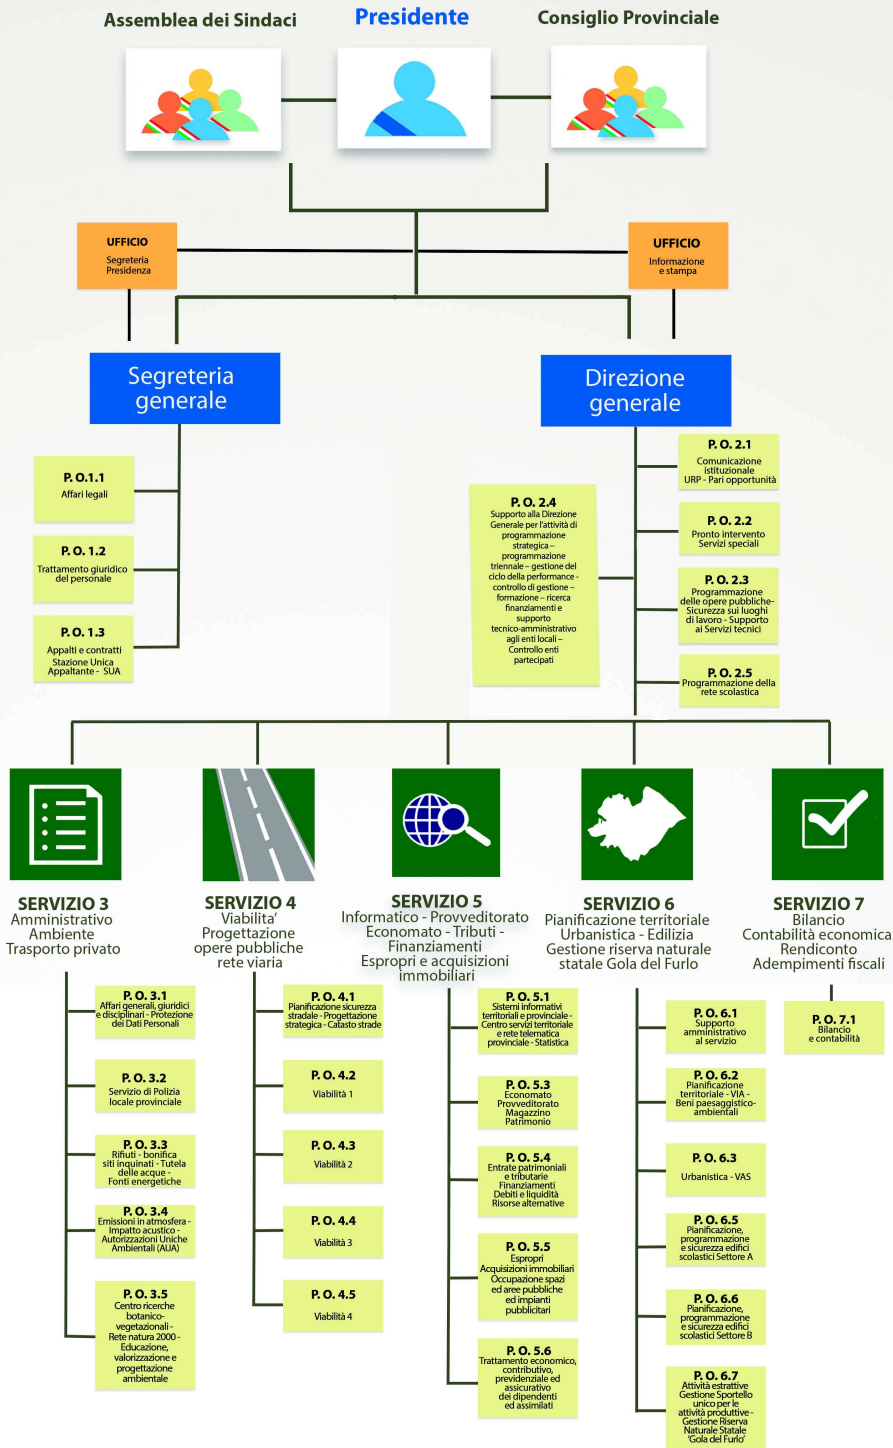 Assemblea dei Sindaci
Presidente
Consiglio Provinciale
UFFICIO
Segreteria
Presidenza
UFFICIO
Informazione
e stampa
Segreteria
generale
Direzione
generale
P. O.1.1
Affari legali
P. O. 1.2
Trattamento giuridico
del personale
P. O. 1.3
Appalti e contratti
Stazione Unica
Appaltante - SUA
P. O. 2.4
Supporto alla Direzione
Generale per l'attività di
programmazione
strategica –
programmazione
triennale – gestione del
ciclo della performance -
controllo di gestione –
formazione – ricerca
finanziamenti e
supporto
tecnico-amministrativo
agli enti locali –
Controllo enti
partecipati
P. O. 2.1
Comunicazione
istituzionale
URP - Pari opportunità
P. O. 2.2
Pronto intervento
Servizi speciali
P. O. 2.3
Programmazione
delle opere pubbliche-
Sicurezza sui luoghi
di lavoro - Supporto
ai Servizi tecnici
P. O. 2.5
Programmazione della
rete scolastica
SERVIZIO 3
Amministrativo
Ambiente
Trasporto privato
P. O. 3.1
Affari generali, giuridici
e disciplinari - Protezione
dei Dati Personali
P. O. 3.2
Servizio di Polizia
locale provinciale
P. O. 3.3
Rifiuti - bonifica
siti inquinati - Tutela
delle acque -
Fonti energetiche
P. O. 3.4
Emissioni in atmosfera -
Impatto acustico -
Autorizzazioni Uniche
Ambientali (AUA)
P. O. 3.5
Centro ricerche
botanico-
vegetazionali -
Rete natura 2000 -
Educazione,
valorizzazione e
progettazione
ambientale
SERVIZIO 4
Viabilita'
Progettazione
opere pubbliche
rete viaria
P. O. 4.1
Pianificazione sicurezza
stradale - Progettazione
strategica - Catasto strade
P. O. 4.2
Viabilità 1
P. O. 4.3
Viabilità 2
P. O. 4.4
Viabilità 3
P. O. 4.5
Viabilità 4
SERVIZIO 5
Informatico - Provveditorato
Economato - Tributi -
Finanziamenti
Espropri e acquisizioni
immobiliari
P. O. 5.1
Sistemi informativi
territoriali e provinciale -
Centro servizi territoriale
e rete telematica
provinciale - Statistica
P. O. 5.3
Economato
Provveditorato
Magazzino
Patrimonio
P. O. 5.4
Entrate patrimoniali
e tributarie
Finanziamenti
Debiti e liquidità
Risorse alternative
P. O. 5.5
Espropri
Acquisizioni immobiliari
Occupazione spazi
ed aree pubbliche
ed impianti
pubblicitari
P. O. 5.6
Trattamento economico,
contributivo,
previdenziale ed
assicurativo
dei dipendenti
ed assimilati
SERVIZIO 6
Pianificazione territoriale
Urbanistica - Edilizia
Gestione riserva naturale
statale Gola del Furlo
P. O. 6.1
Supporto
amministrativo
al servizio
P. O. 6.2
Pianificazione
territoriale - VIA -
Beni paesaggistico-
ambientali
P. O. 6.3
Urbanistica - VAS
P. O. 6.5
Pianificazione,
programmazione
e sicurezza edifici
scolastici Settore A
P. O. 6.6
Pianificazione,
programmazione
e sicurezza edifici
scolastici Settore B
P. O. 6.7
Attività estrattive
Gestione Sportello
unico per le
attività produttive -
Gestione Riserva
Naturale Statale
'Gola del Furlo'
SERVIZIO 7
Bilancio
Contabilità economica
Rendiconto
Adempimenti fiscali
P. O. 7.1
Bilancio
e contabilità